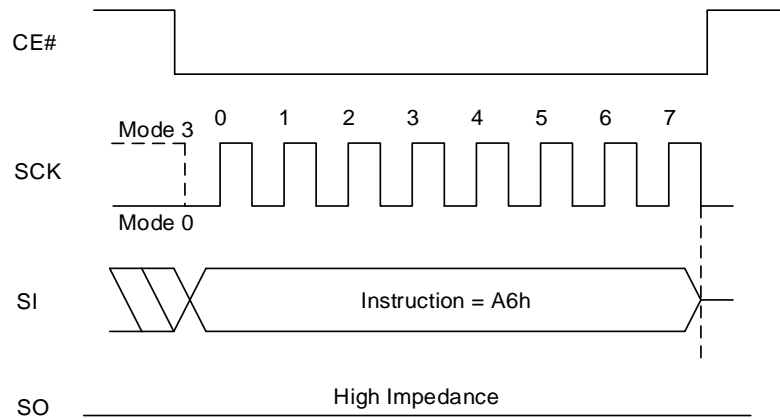 CE#
Mode 3
0 1 2 3 4 5 6 7
SCK
Mode 0
SI
Instruction = A6h
SO
High Impedance